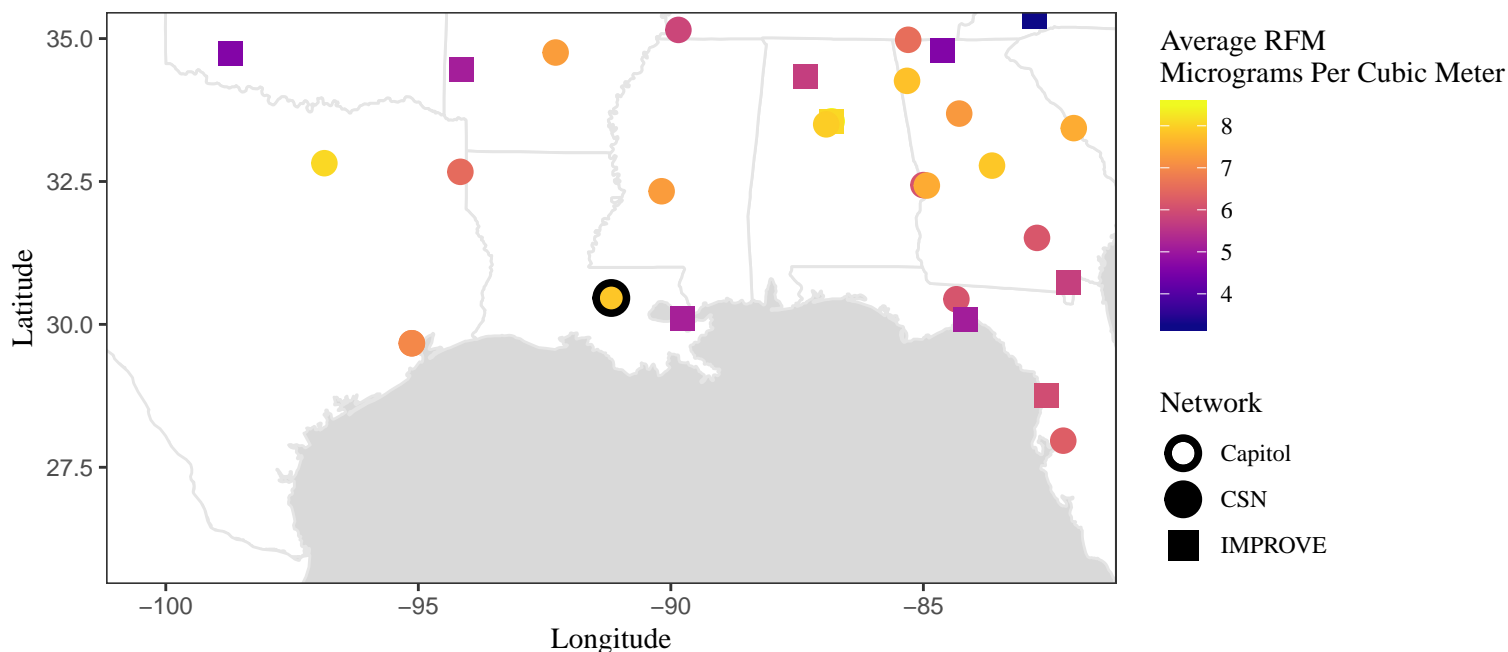 35.0
32.5
30.0
27.5
Latitude
−100
−95
−90
−85
Longitude
Average RFM
Micrograms Per Cubic Meter
8
7
6
5
4
Network
Capitol
CSN
IMPROVE